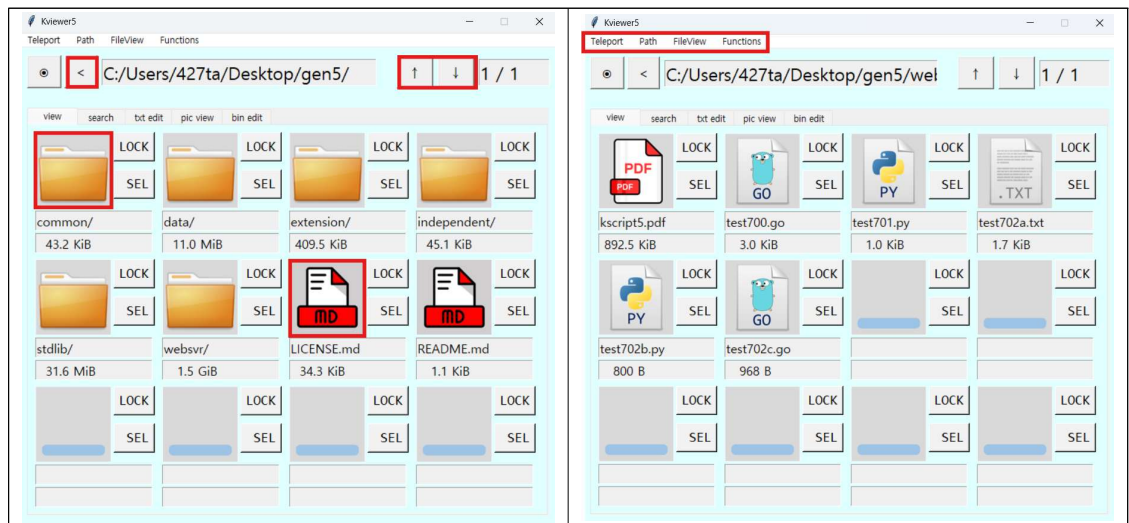 Kviewer5
Teleport Path FileView Functions
< C:/Users/427ta/Desktop/gen5/ ↑ ↓ 1 / 1
view search txt edit pic view bin edit
LOCK LOCK LOCK LOCK
SEL SEL SEL SEL
common/ data/ extension/ independent/
43.2 KiB 11.0 MiB 409.5 KiB 45.1 KiB
LOCK LOCK LOCK LOCK
SEL SEL SEL SEL
MD MD
stdlib/ websvr/ LICENSE.md README.md
31.6 MiB 1.5 GiB 34.3 KiB 1.1 KiB
LOCK LOCK LOCK LOCK
SEL SEL SEL SEL
Kviewer5
Teleport Path FileView Functions
< C:/Users/427ta/Desktop/gen5/wel ↑ ↓ 1 / 1
view search txt edit pic view bin edit
LOCK LOCK LOCK LOCK
PDF
PDF SEL GO SEL PY SEL .TXT SEL
kscript5.pdf test700.go test701.py test702a.txt
892.5 KiB 3.0 KiB 1.0 KiB 1.7 KiB
LOCK LOCK LOCK LOCK
PY SEL GO SEL SEL SEL
test702b.py test702c.go
800 B 968 B
LOCK LOCK LOCK LOCK
SEL SEL SEL SEL